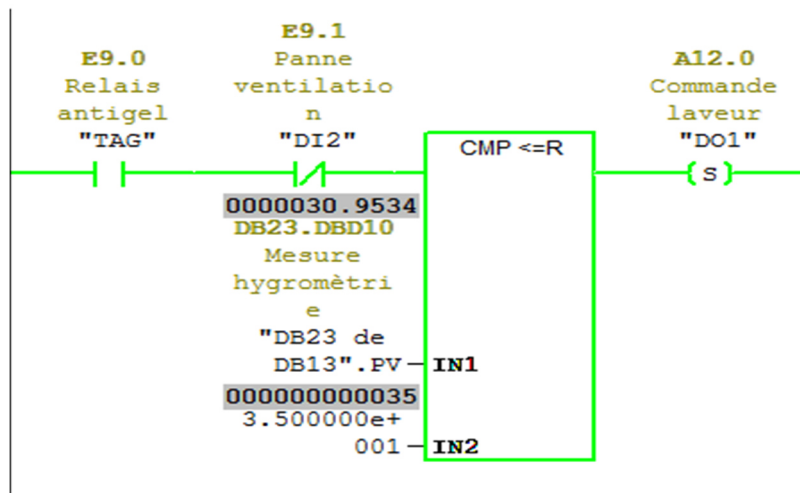 E9.0
Relais
antigel
"TAG"
E9.1
Panne
ventilatio
n
"DI2"
CMP <=R
A12.0
Commande
laveur
"DO1"
S
0000030.9534
DB23.DBD10
Mesure
hygromètri
e
"DB23 de
DB13".PV
IN1
000000000035
3.500000e+
001
IN2